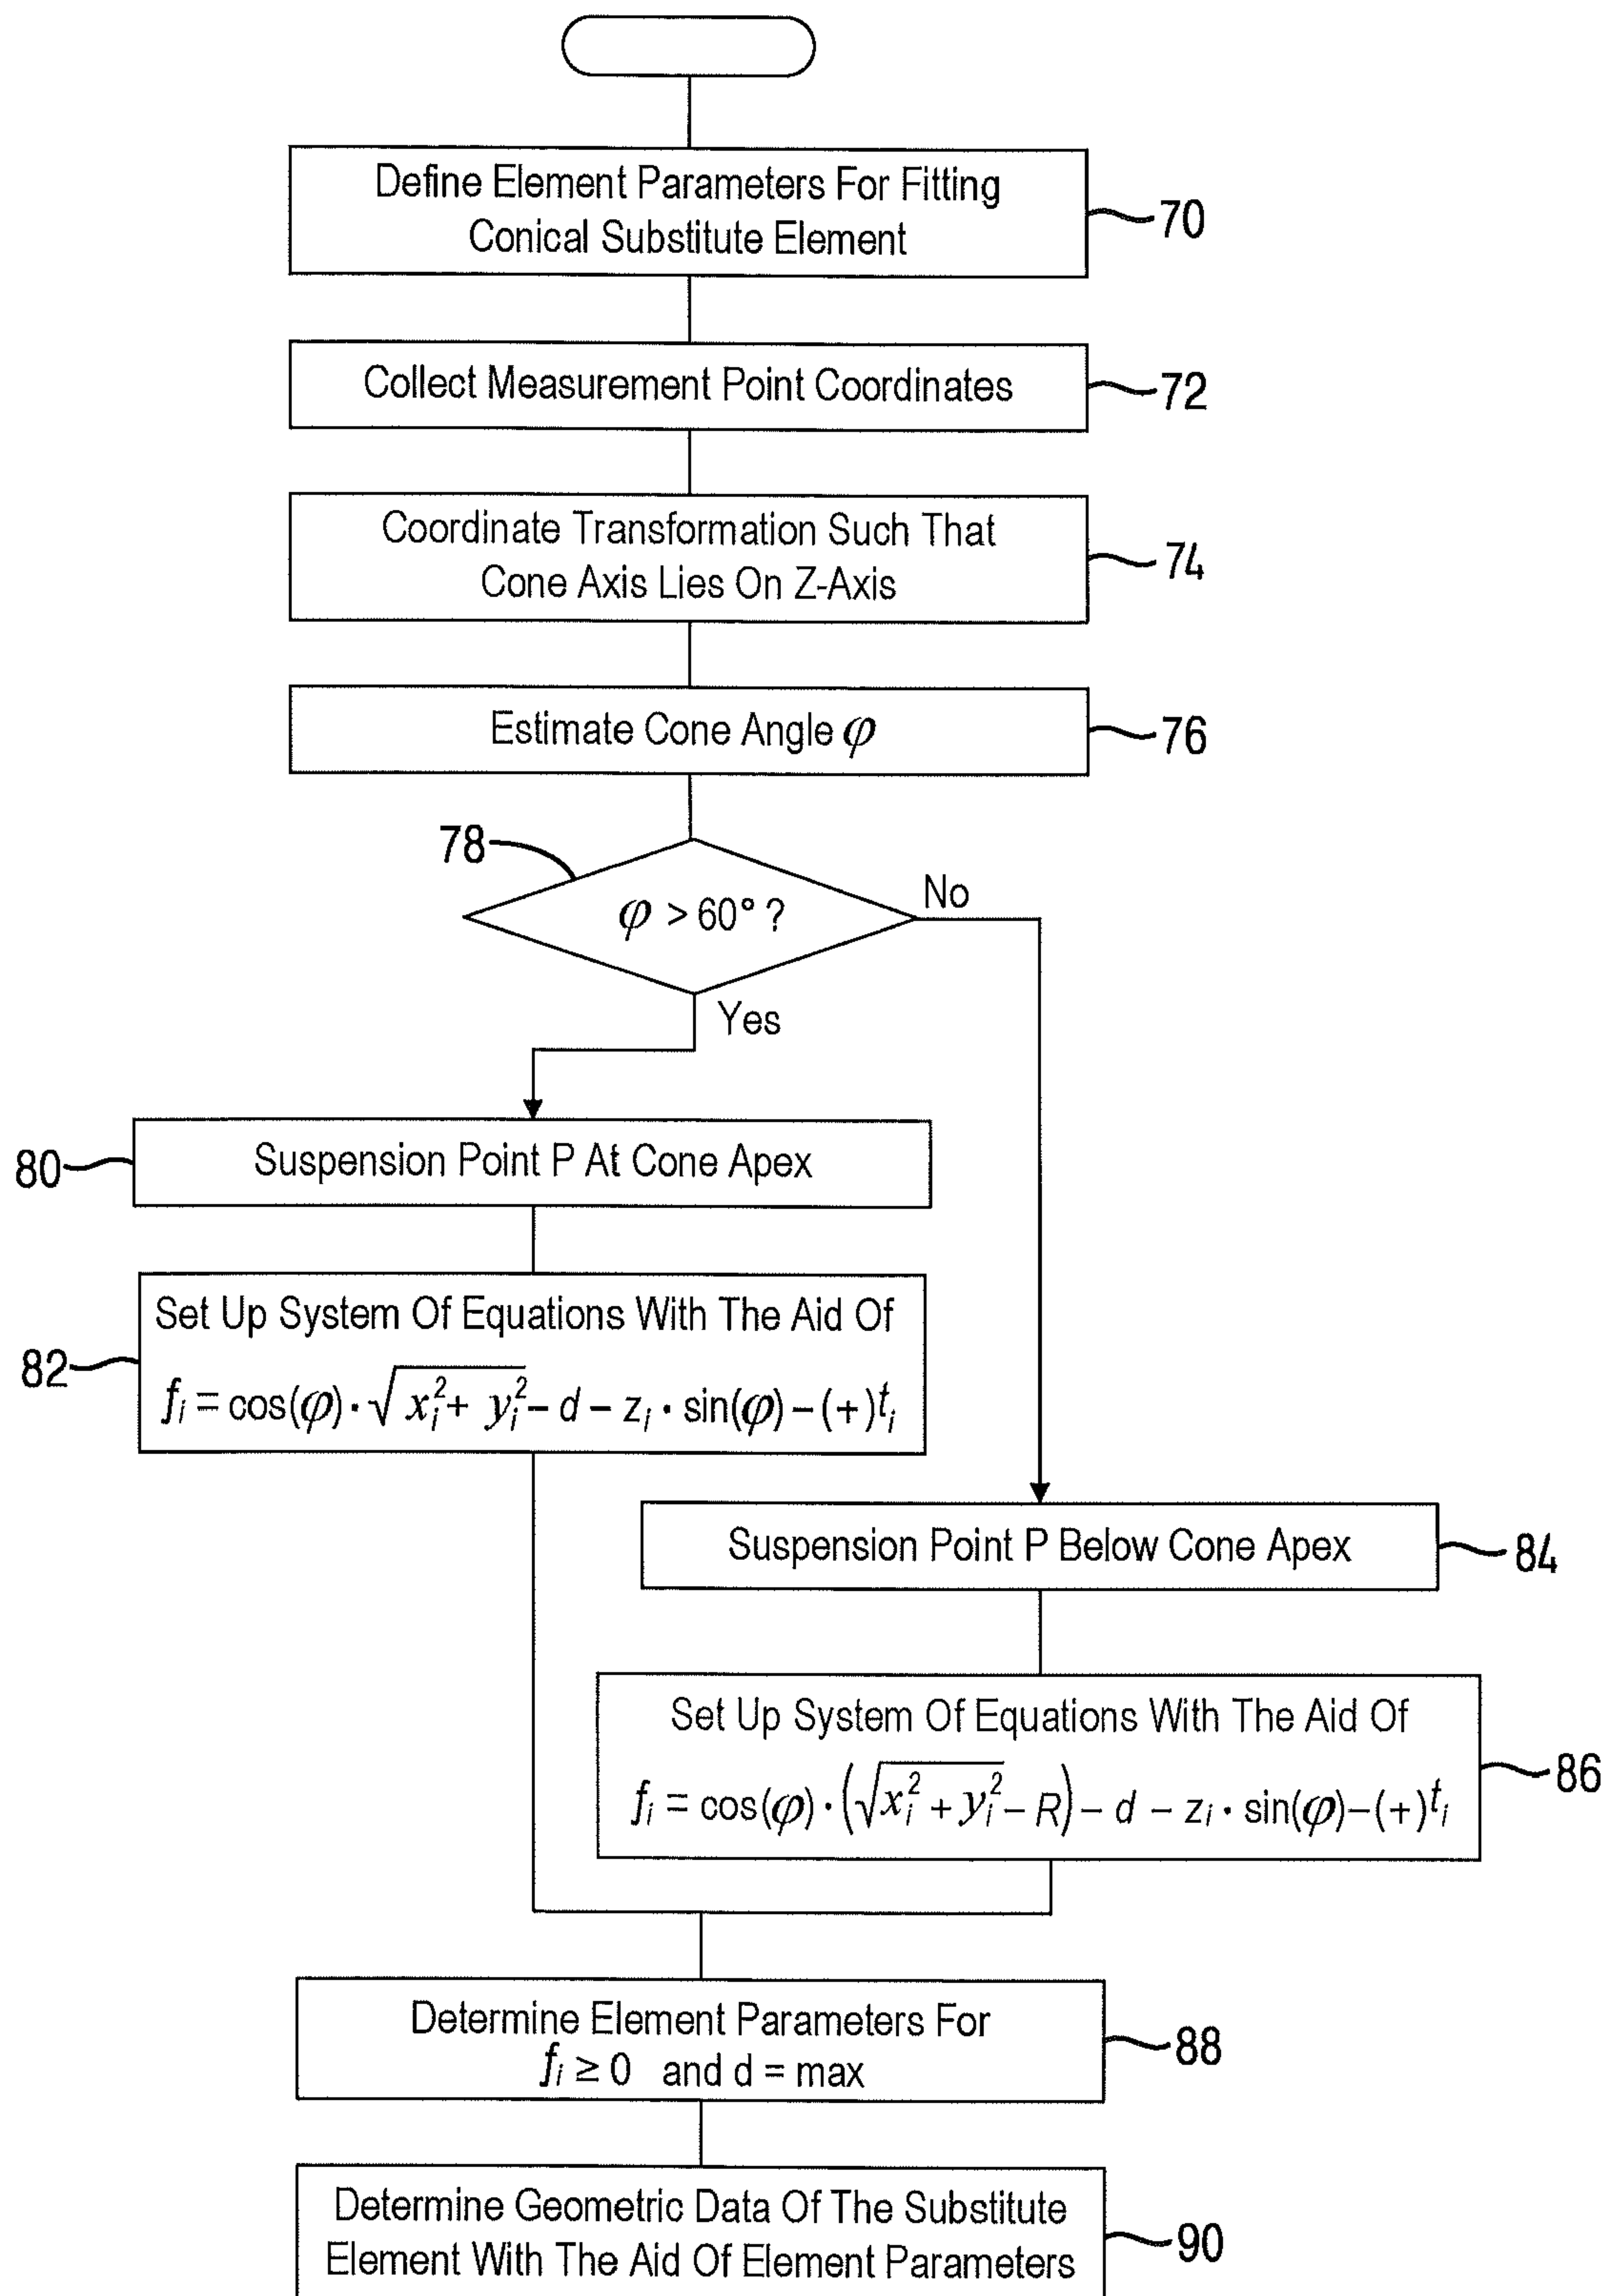 Define Element Parameters For Fitting
Conical Substitute Element
70
Collect Measurement Point Coordinates
72
Coordinate Transformation Such That
Cone Axis Lies On Z-Axis
74
Estimate Cone Angle φ
76
78
φ > 60° ?
No
Yes
80
Suspension Point P At Cone Apex
82
Set Up System Of Equations With The Aid Of
fᵢ = cos(φ) · √(xᵢ² + yᵢ²) – d – zᵢ · sin(φ) – (+)tᵢ
Suspension Point P Below Cone Apex
84
Set Up System Of Equations With The Aid Of
fᵢ = cos(φ) · (√(xᵢ² + yᵢ²) – R) – d – zᵢ · sin(φ) – (+)tᵢ
86
Determine Element Parameters For
fᵢ ≥ 0 and d = max
88
Determine Geometric Data Of The Substitute
Element With The Aid Of Element Parameters
90